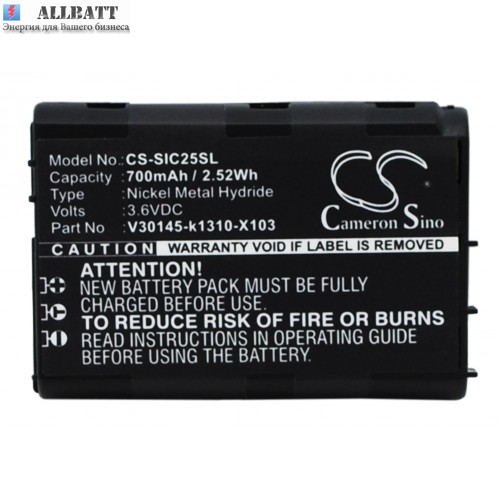 ALLBATT
Энергия для Вашего бизнеса
Model No.: CS-SIC25SL
Capacity: 700mAh / 2.52Wh
Type: Nickel Metal Hydride
Voltage: 3.6VDC
Part No.: V30145-k1310-X103
CS
Cameron Sino
CAUTION WARRANTY VOID IF LABEL IS REMOVED
ATTENTION!
NEW BATTERY PACK MUST BE FULLY
CHARGED BEFORE USE.
TO REDUCE RISK OF FIRE OR BURNS
READ INSTRUCTIONS IN OPERATING GUIDE
BEFORE USING THIS PACK.